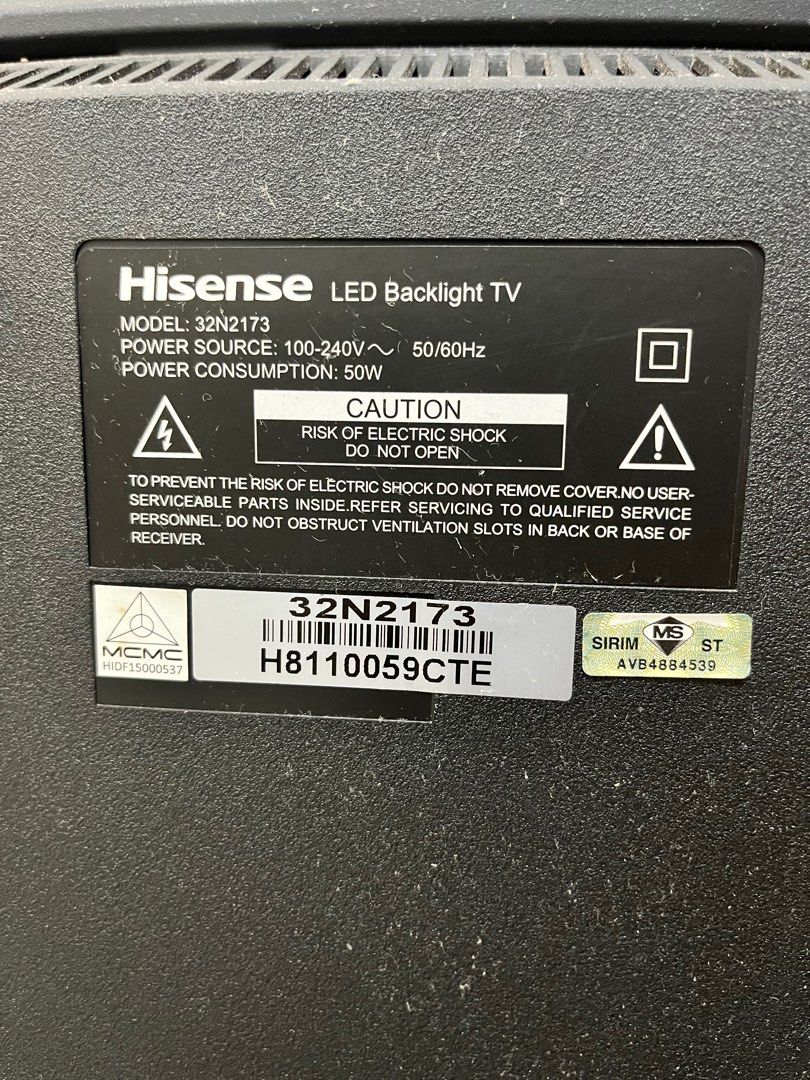 Hisense LED Backlight TV
MODEL: 32N2173
POWER SOURCE: 100-240V～ 50/60Hz
POWER CONSUMPTION: 50W
CAUTION
RISK OF ELECTRIC SHOCK
DO NOT OPEN
TO PREVENT THE RISK OF ELECTRIC SHOCK DO NOT REMOVE COVER.NO USER-
SERVICEABLE PARTS INSIDE.REFER SERVICING TO QUALIFIED SERVICE
PERSONNEL. DO NOT OBSTRUCT VENTILATION SLOTS IN BACK OR BASE OF
RECEIVER.
MCMC
HIDF15000537
32N2173
H8110059CTE
SIRIM MS ST
AVB4884539